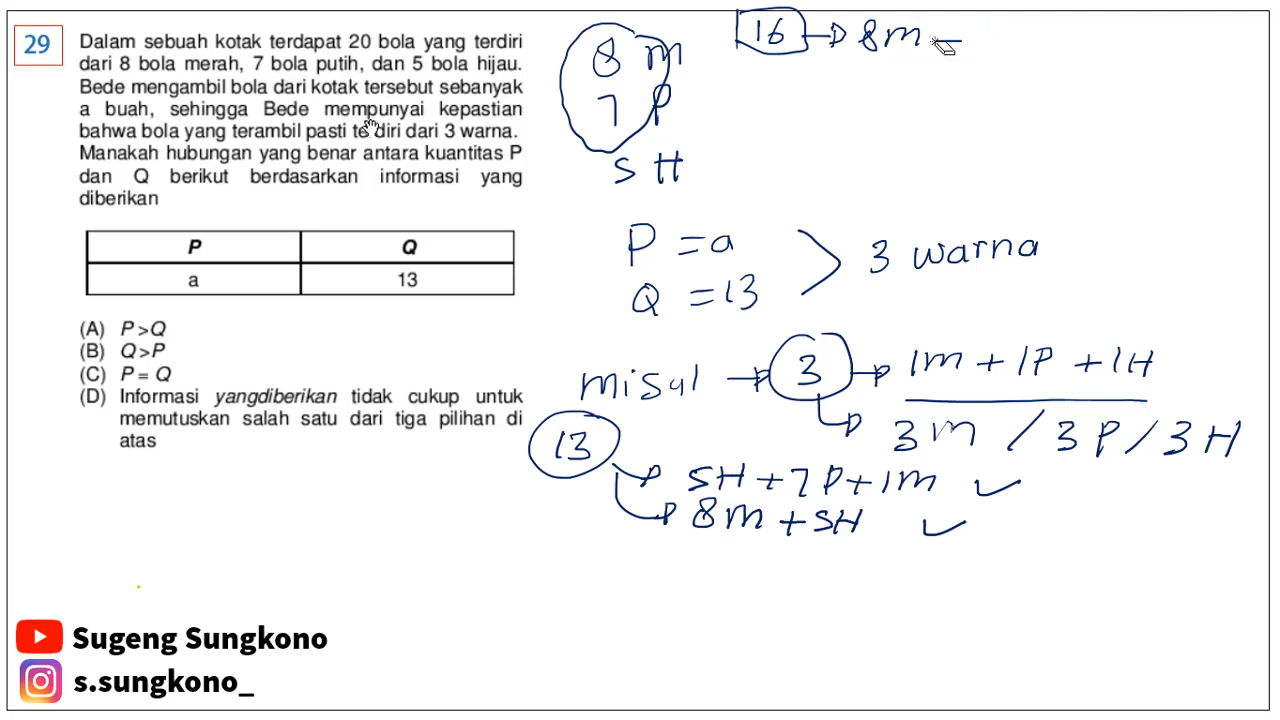 29
Dalam sebuah kotak terdapat 20 bola yang terdiri
dari 8 bola merah, 7 bola putih, dan 5 bola hijau.
Bede mengambil bola dari kotak tersebut sebanyak
a buah, sehingga Bede mempunyai kepastian
bahwa bola yang terambil pasti te diri dari 3 warna.
Manakah hubungan yang benar antara kuantitas P
dan Q berikut berdasarkan informasi yang
diberikan
P Q
a 13
(A) P>Q
(B) Q>P
(C) P = Q
(D) Informasi yangdiberikan tidak cukup untuk
memutuskan salah satu dari tiga pilihan di
atas
16 → 8m -
8 m
7 P
5 H
P = a
Q = 13
3 warna
misal → 3 → 1m + 1P + 1H
3m / 3P / 3H
13
5H + 7P + 1m ✓
8m + 5H ✓
Sugeng Sungkono
s.sungkono_